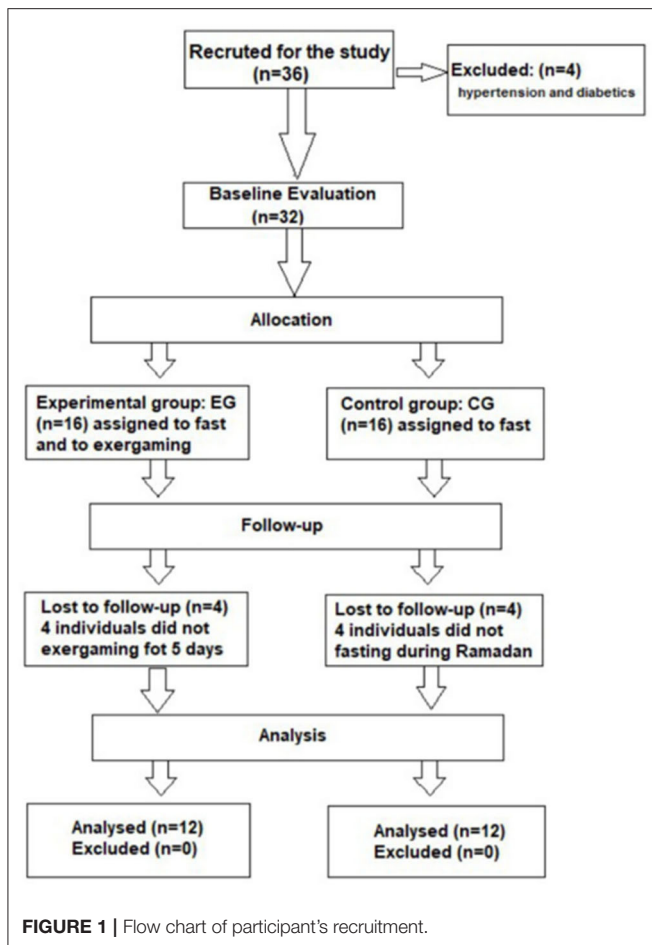 Recruted for the study
(n=36)
Excluded: (n=4)
hypertension and diabetics
Baseline Evaluation
(n=32)
Allocation
Experimental group: EG
(n=16) assigned to fast
and to exergaming
Control group: CG
(n=16) assigned to fast
Follow-up
Lost to follow-up (n=4)
4 individuals did not
exergaming fot 5 days
Lost to follow-up (n=4)
4 individuals did not
fasting during Ramadan
Analysis
Analysed (n=12)
Excluded (n=0)
Analysed (n=12)
Excluded (n=0)
FIGURE 1 | Flow chart of participant's recruitment.